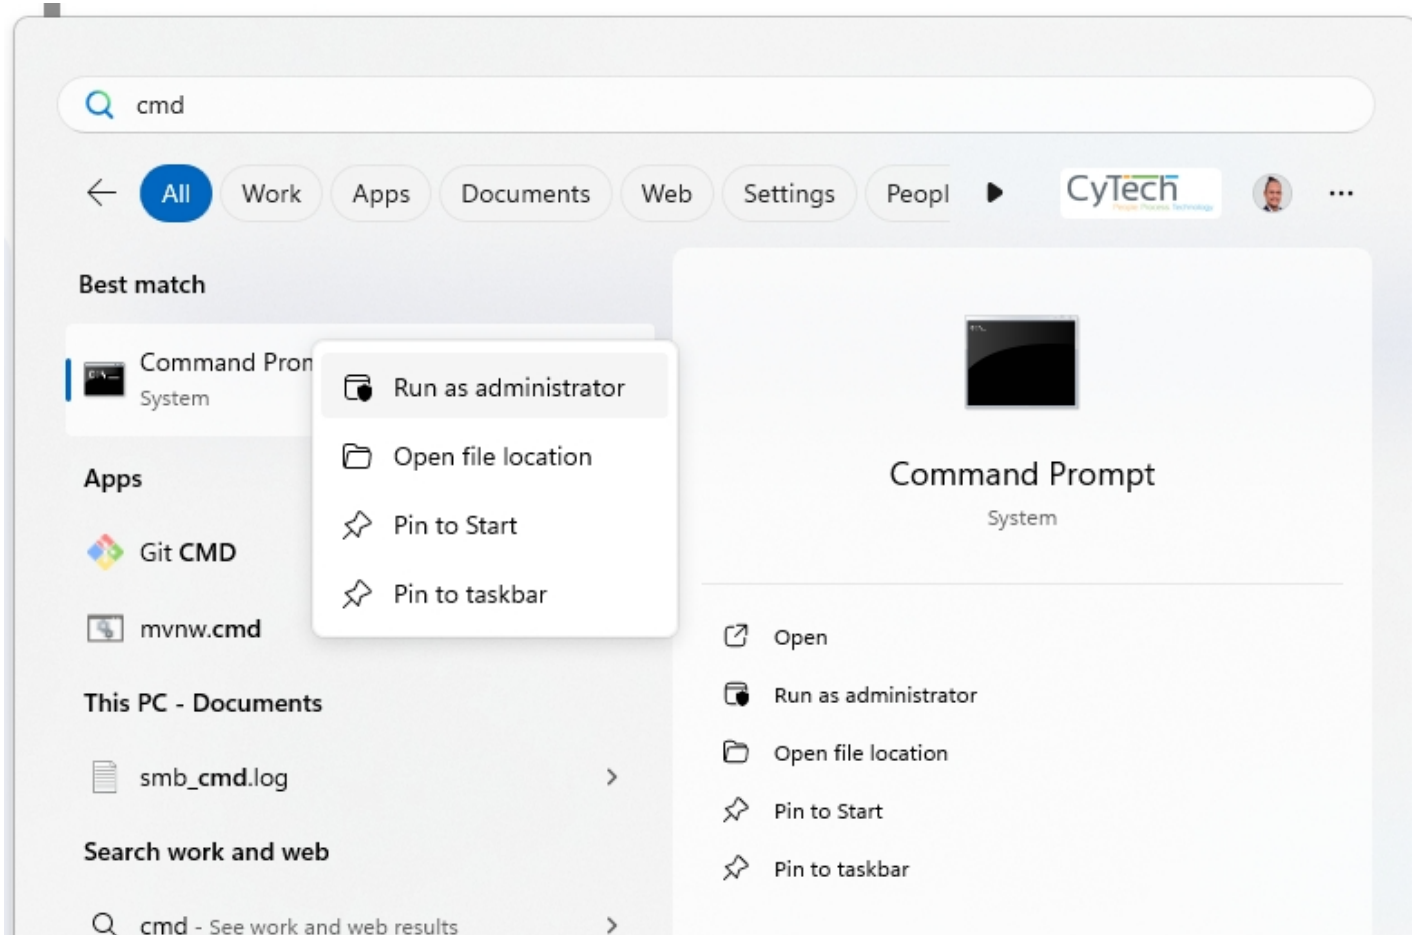 cmd
All
Work
Apps
Documents
Web
Settings
Peopl
CyTech
People Process Technology
Best match
Command Pron
System
Run as administrator
Open file location
Pin to Start
Pin to taskbar
Apps
Git CMD
mvnw.cmd
This PC - Documents
smb_cmd.log
Search work and web
cmd - See work and web results
Command Prompt
System
Open
Run as administrator
Open file location
Pin to Start
Pin to taskbar